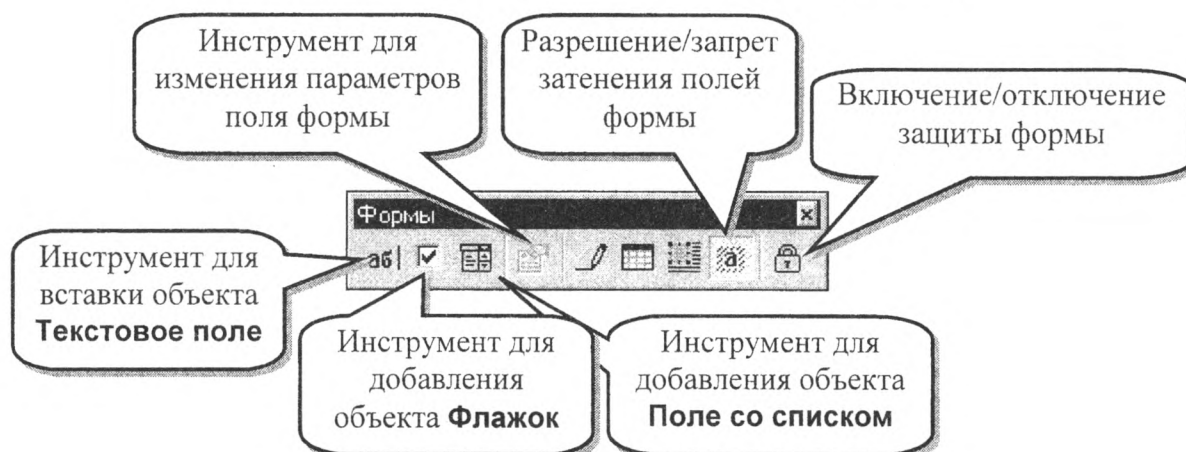 Инструмент для
изменения параметров
поля формы
Разрешение/запрет
затенения полей
формы
Включение/отключение
защиты формы
Формы
аб
a
Инструмент для
вставки объекта
Текстовое поле
Инструмент для
добавления
объекта Флажок
Инструмент для
добавления объекта
Поле со списком